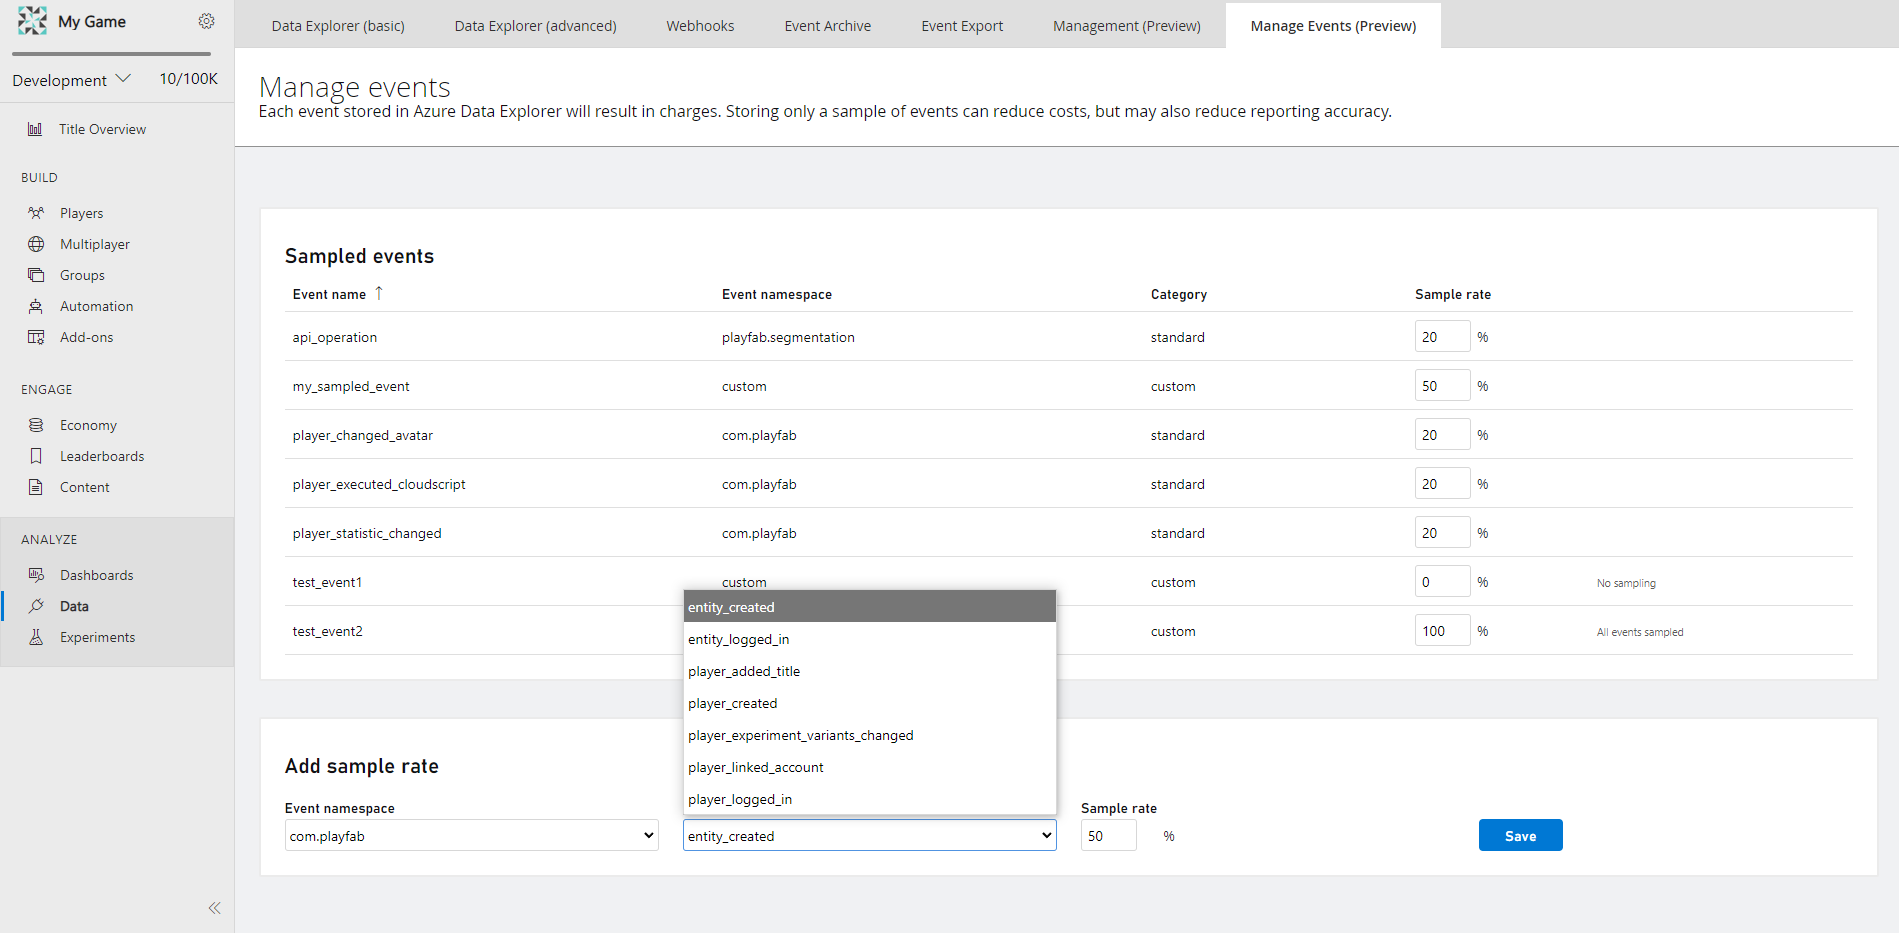 My Game
Development 10/100K
Title Overview
BUILD
Players
Multiplayer
Groups
Automation
Add-ons
ENGAGE
Economy
Leaderboards
Content
ANALYZE
Dashboards
Data
Experiments
Data Explorer (basic) Data Explorer (advanced) Webhooks Event Archive Event Export Management (Preview) Manage Events (Preview)
Manage events
Each event stored in Azure Data Explorer will result in charges. Storing only a sample of events can reduce costs, but may also reduce reporting accuracy.
Sampled events
Event name ↑ Event namespace Category Sample rate
api_operation playfab.segmentation standard 20 %
my_sampled_event custom custom 50 %
player_changed_avatar com.playfab standard 20 %
player_executed_cloudscript com.playfab standard 20 %
player_statistic_changed com.playfab standard 20 %
test_event1 custom custom 0 % No sampling
test_event2 custom 100 % All events sampled
entity_created
entity_logged_in
player_added_title
player_created
player_experiment_variants_changed
player_linked_account
player_logged_in
Add sample rate
Event namespace Sample rate
com.playfab entity_created 50 % Save